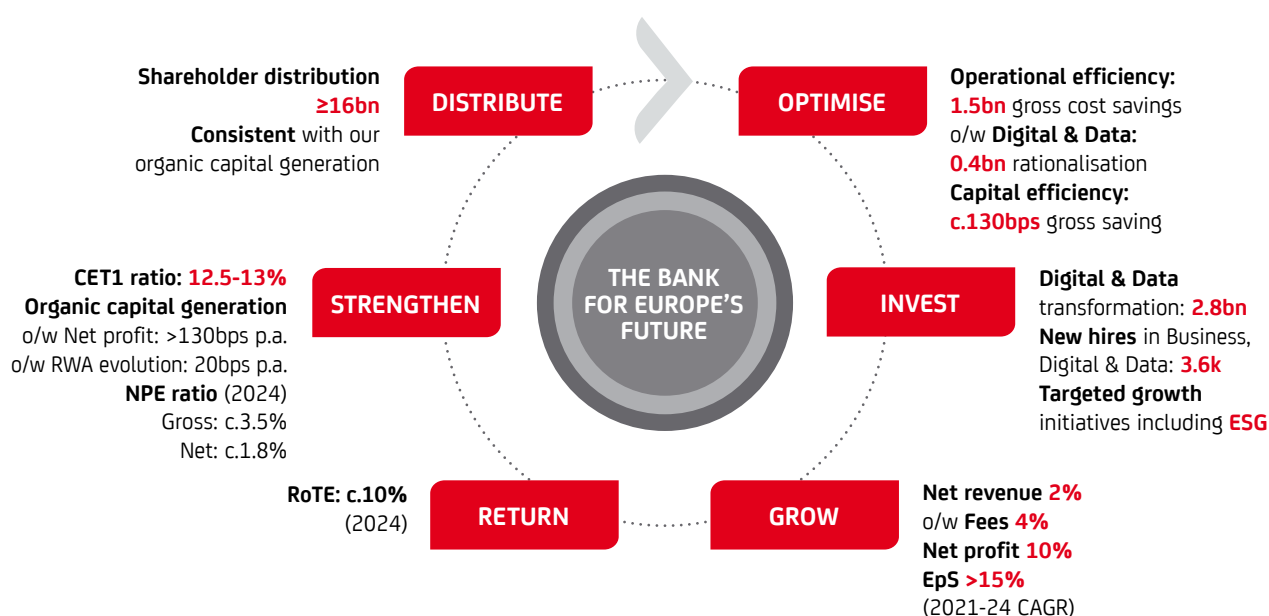 Shareholder distribution
≥16bn
Consistent with our
organic capital generation
DISTRIBUTE
OPTIMISE
Operational efficiency:
1.5bn gross cost savings
o/w Digital & Data:
0.4bn rationalisation
Capital efficiency:
c.130bps gross saving
CET1 ratio: 12.5-13%
Organic capital generation
o/w Net profit: >130bps p.a.
o/w RWA evolution: 20bps p.a.
NPE ratio (2024)
Gross: c.3.5%
Net: c.1.8%
STRENGTHEN
THE BANK
FOR EUROPE'S
FUTURE
INVEST
Digital & Data
transformation: 2.8bn
New hires in Business,
Digital & Data: 3.6k
Targeted growth
initiatives including ESG
RoTE: c.10%
(2024)
RETURN
GROW
Net revenue 2%
o/w Fees 4%
Net profit 10%
EpS >15%
(2021-24 CAGR)